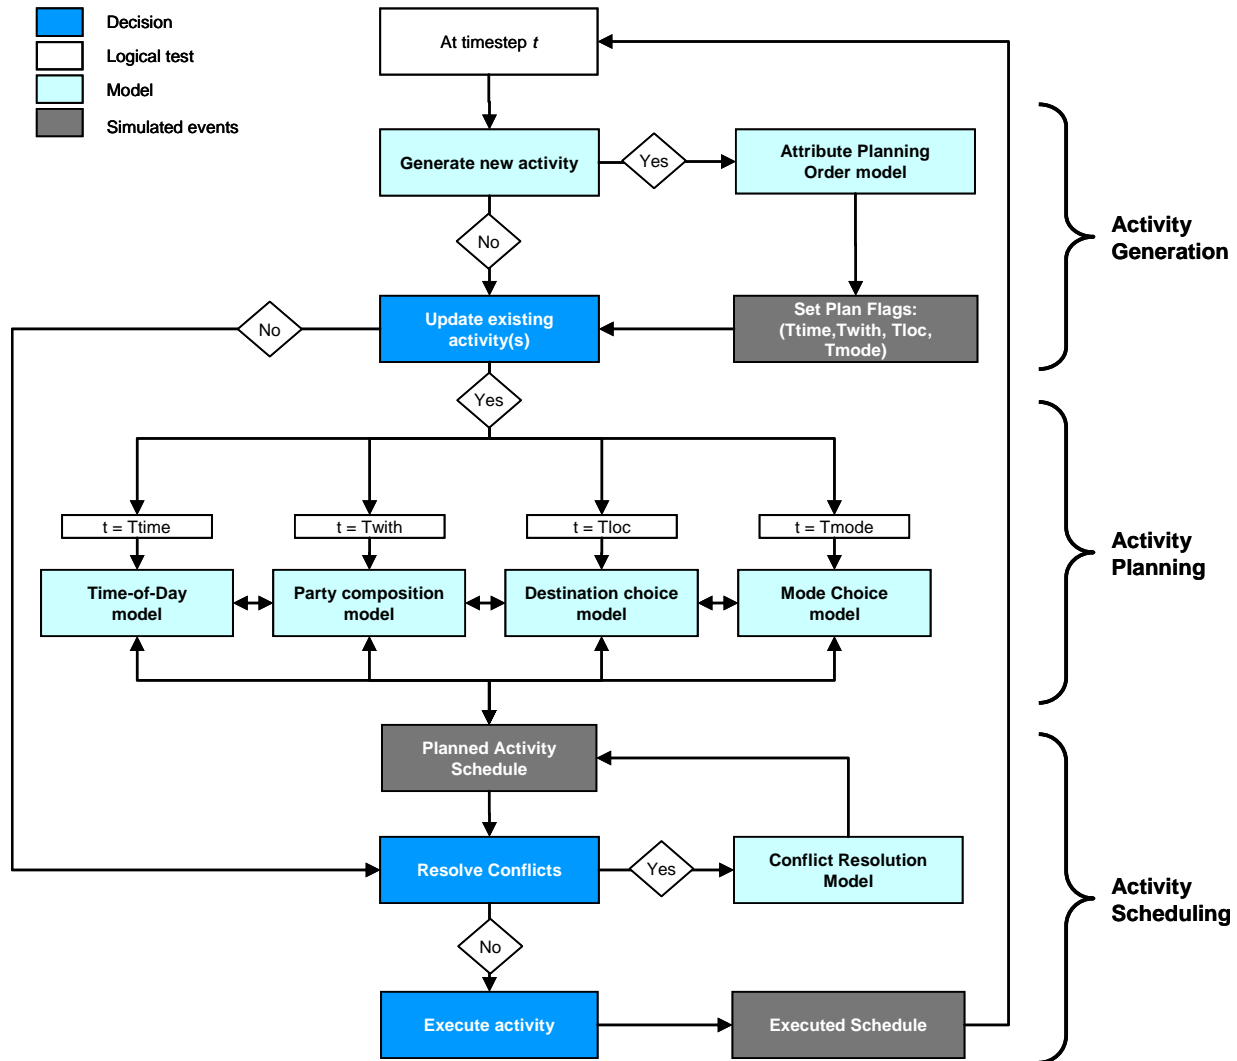 Decision
Logical test
Model
Simulated events
At timestep t
Generate new activity
Yes
Attribute Planning
Order model
No
Activity
Generation
No
Update existing
activity(s)
Set Plan Flags:
(Ttime,Twith, Tloc,
Tmode)
Yes
t = Ttime
t = Twith
t = Tloc
t = Tmode
Activity
Planning
Time-of-Day
model
Party composition
model
Destination choice
model
Mode Choice
model
Planned Activity
Schedule
Resolve Conflicts
Yes
Conflict Resolution
Model
Activity
Scheduling
No
Execute activity
Executed Schedule